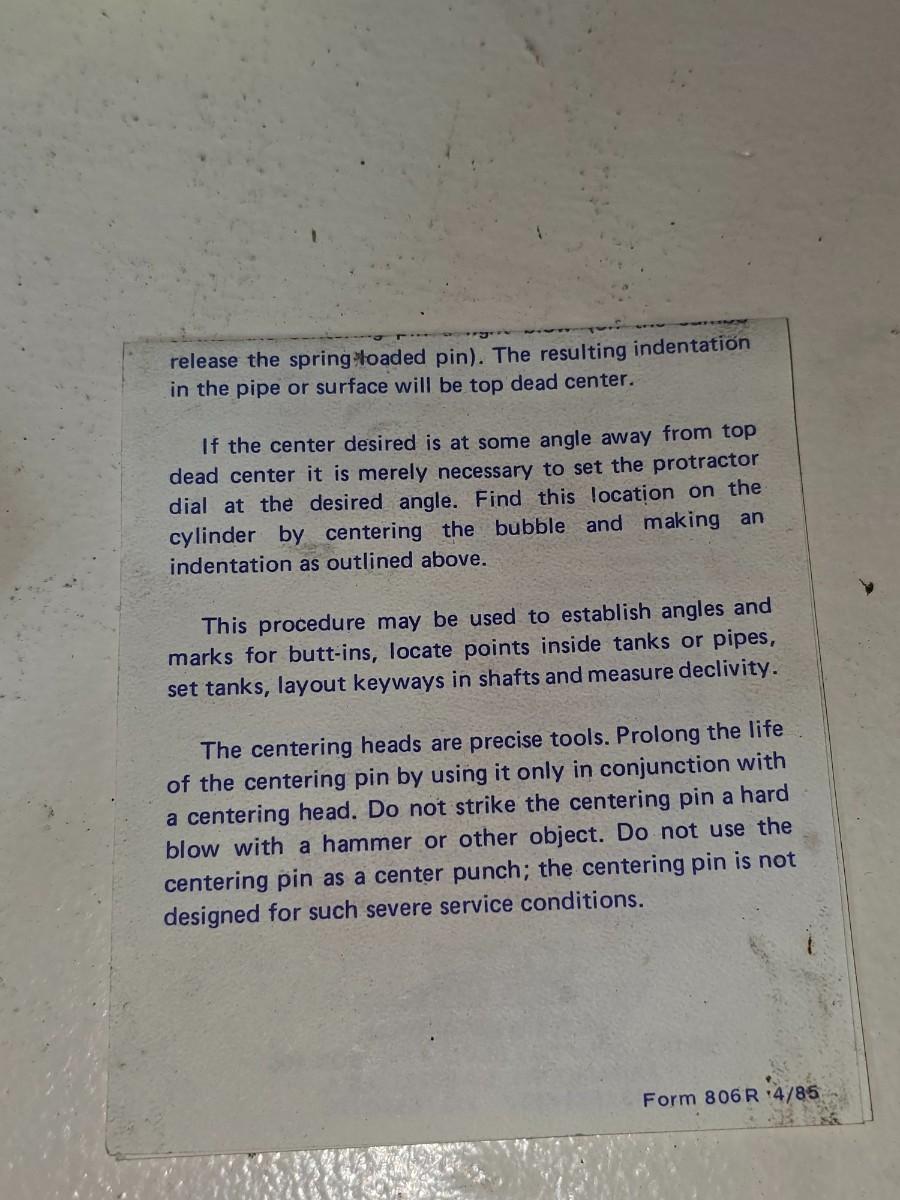 release the spring loaded pin). The resulting indentation
in the pipe or surface will be top dead center.
If the center desired is at some angle away from top
dead center it is merely necessary to set the protractor
dial at the desired angle. Find this location on the
cylinder by centering the bubble and making an
indentation as outlined above.
This procedure may be used to establish angles and
marks for butt-ins, locate points inside tanks or pipes,
set tanks, layout keyways in shafts and measure declivity.
The centering heads are precise tools. Prolong the life
of the centering pin by using it only in conjunction with
a centering head. Do not strike the centering pin a hard
blow with a hammer or other object. Do not use the
centering pin as a center punch; the centering pin is not
designed for such severe service conditions.
Form 806R 4/85